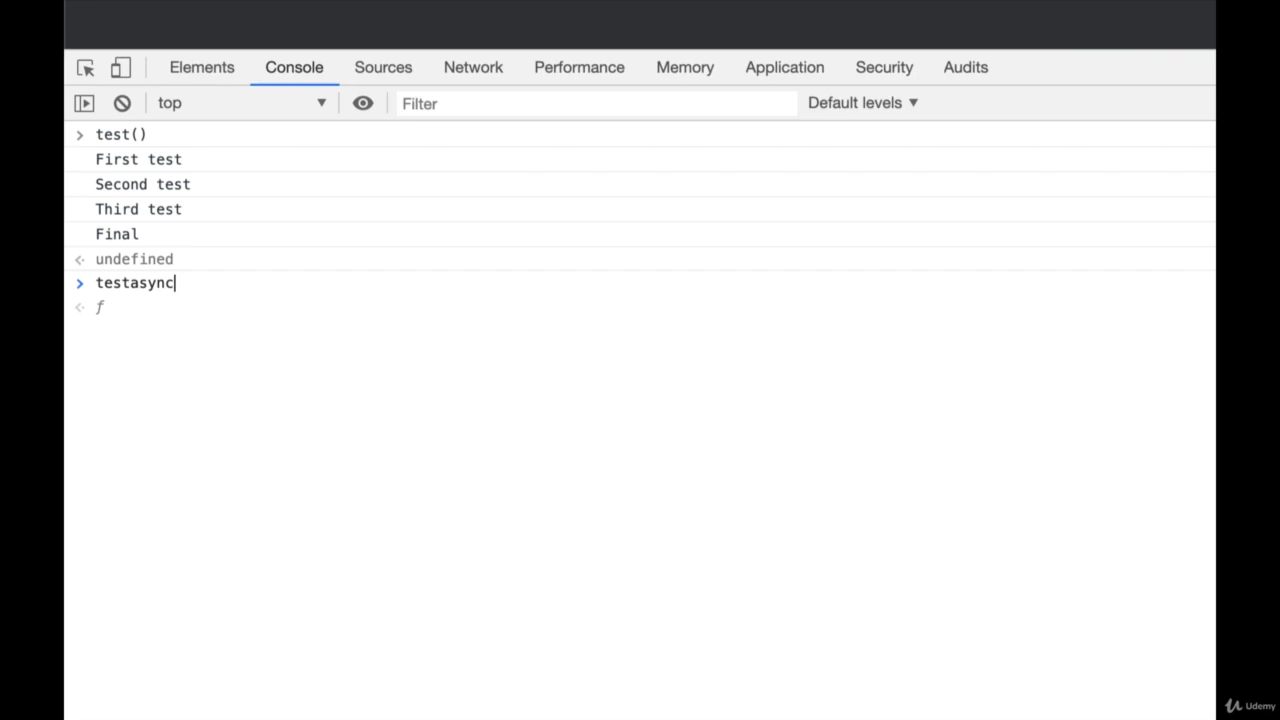 Elements Console Sources Network Performance Memory Application Security Audits
top ▼ Filter Default levels ▼
> test()
First test
Second test
Third test
Final
undefined
> testasync
ƒ
Udemy